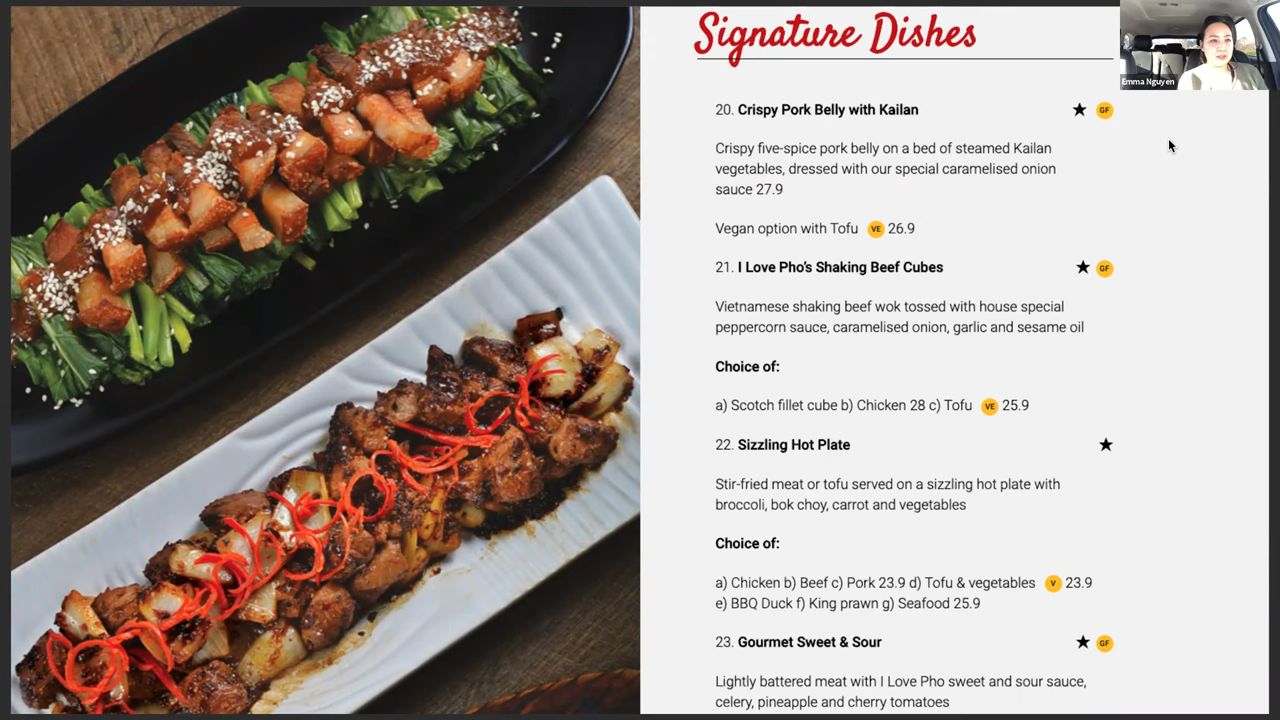 Signature Dishes
Emma Nguyen
20. Crispy Pork Belly with Kailan ★ GF
Crispy five-spice pork belly on a bed of steamed Kailan
vegetables, dressed with our special caramelised onion
sauce 27.9
Vegan option with Tofu VE 26.9
21. I Love Pho's Shaking Beef Cubes ★ GF
Vietnamese shaking beef wok tossed with house special
peppercorn sauce, caramelised onion, garlic and sesame oil
Choice of:
a) Scotch fillet cube b) Chicken 28 c) Tofu VE 25.9
22. Sizzling Hot Plate ★
Stir-fried meat or tofu served on a sizzling hot plate with
broccoli, bok choy, carrot and vegetables
Choice of:
a) Chicken b) Beef c) Pork 23.9 d) Tofu & vegetables V 23.9
e) BBQ Duck f) King prawn g) Seafood 25.9
23. Gourmet Sweet & Sour ★ GF
Lightly battered meat with I Love Pho sweet and sour sauce,
celery, pineapple and cherry tomatoes